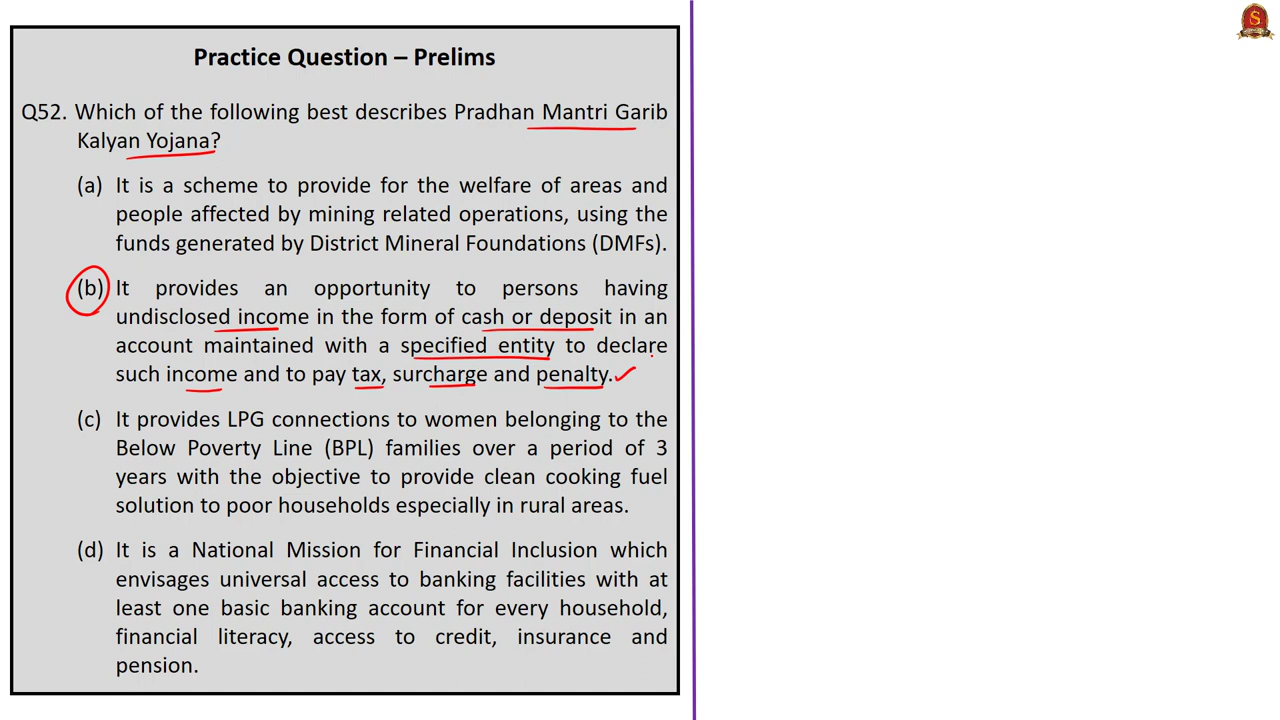 Practice Question – Prelims
Q52. Which of the following best describes Pradhan Mantri Garib
Kalyan Yojana?
(a) It is a scheme to provide for the welfare of areas and
people affected by mining related operations, using the
funds generated by District Mineral Foundations (DMFs).
(b) It provides an opportunity to persons having
undisclosed income in the form of cash or deposit in an
account maintained with a specified entity to declare
such income and to pay tax, surcharge and penalty.
(c) It provides LPG connections to women belonging to the
Below Poverty Line (BPL) families over a period of 3
years with the objective to provide clean cooking fuel
solution to poor households especially in rural areas.
(d) It is a National Mission for Financial Inclusion which
envisages universal access to banking facilities with at
least one basic banking account for every household,
financial literacy, access to credit, insurance and
pension.
S